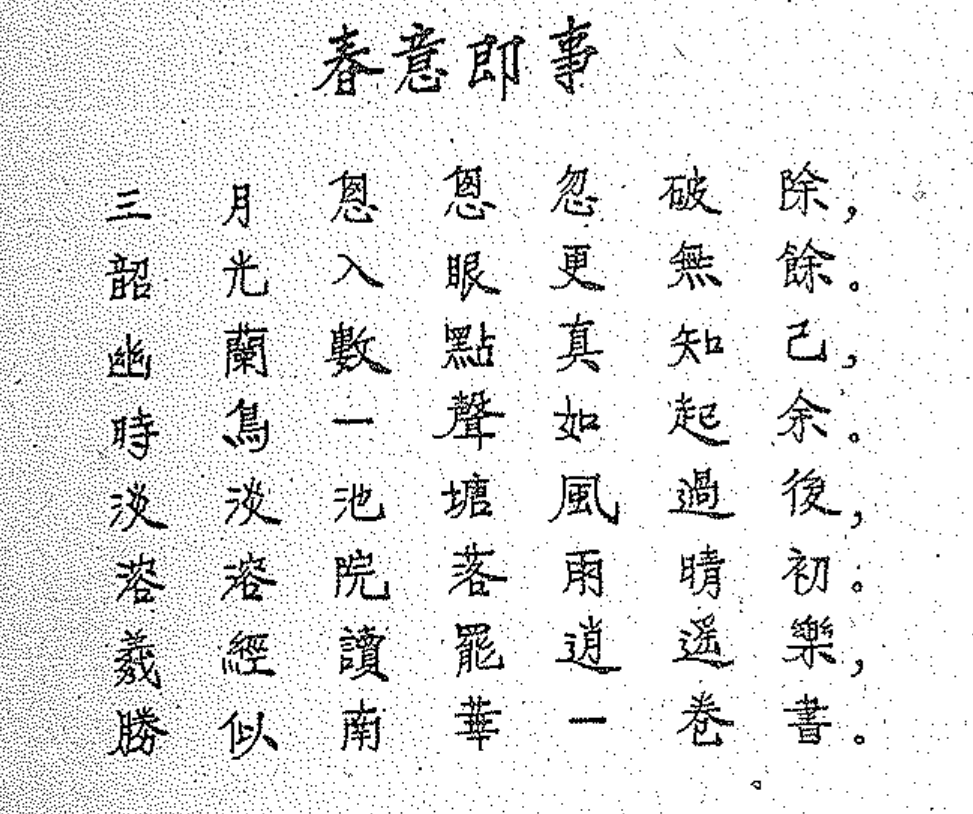 春意即事
三月悤悤忽破除,
韶光入眼更無餘。
幽蘭數點真知己,
時鳥一聲如起余。
淡淡池塘風過後,
溶溶院落雨晴初。
羲經讀罷逍遙樂,
勝似南華一卷書。